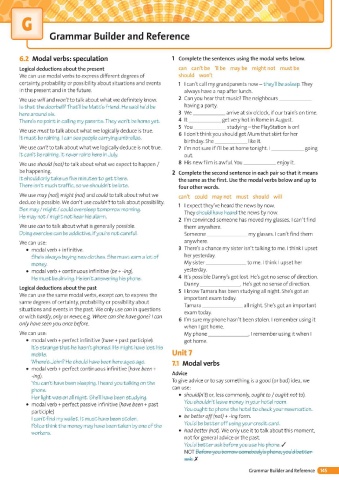 G
Grammar Builder and Reference
6.2 Modal verbs: speculation
Logical deductions about the present
We can use modal verbs to express different degrees of
certainty, probability or possibility about situations and events
in the present and in the future.
We use will and won't to talk about what we definitely know.
Is that the doorbell? That'll be Matt's friend. He said he'd be
here around six.
There's no point in calling my parents. They won't be home yet.
We use must to talk about what we logically deduce is true.
It must be raining. I can see people carrying umbrellas.
We use can't to talk about what we logically deduce is not true.
It can't be raining. It never rains here in July.
We use should (not) to talk about what we expect to happen /
be happening.
It should only take us five minutes to get there.
There isn't much traffic, so we shouldn't be late.
We use may (not), might (not) and could to talk about what we
deduce is possible. We don't use couldn't to talk about possibility.
Ben may / might / could oversleep tomorrow morning.
He may not / might not hear his alarm.
We use can to talk about what is generally possible.
Doing exercise can be addictive, if you're not careful!
We can use:
• modal verb + infinitive.
She's always buying new clothes. She must earn a lot of
money.
• modal verb + continuous infinitive (be + -ing).
He must be driving. He isn't answering his phone.
Logical deductions about the past
We can use the same modal verbs, except can, to express the
same degrees of certainty, probability or possibility about
situations and events in the past. We only use can in questions
or with hardly, only or never, e.g. Where can she have gone? I can
only have seen you once before.
We can use:
• modal verb + perfect infinitive (have + past participle).
It's strange that he hasn't phoned. He might have lost his
mobile.
Where's John? He should have been here ages ago.
• modal verb + perfect continuous infinitive (have been +
-ing).
You can't have been sleeping. I heard you talking on the
phone.
Her light was on all night. She'll have been studying.
• modal verb + perfect passive infinitive (have been + past
participle)
I can't find my wallet. It must have been stolen.
Police think the money may have been taken by one of the
workers.
1 Complete the sentences using the modal verbs below.
can can't be 'll be may be might not must be
should won't
1 I can't call my grandparents now – they'll be asleep. They
always have a nap after lunch.
2 Can you hear that music? The neighbours
having a party.
3 We arrive at six o'clock, if our train's on time.
4 It get very hot in Rome in August.
5 You studying – the PlayStation is on!
6 I don't think you should get Mum that shirt for her
birthday. She like it.
7 I'm not sure if I'll be at home tonight. I going
out.
8 His new film is awful. You enjoy it.
2 Complete the second sentence in each pair so that it means
the same as the first. Use the modal verbs below and up to
four other words.
can't could may not must should will
1 I expect they've heard the news by now.
They should have heard the news by now.
2 I'm convinced someone has moved my glasses. I can't find
them anywhere.
Someone my glasses. I can't find them
anywhere.
3 There's a chance my sister isn't talking to me. I think I upset
her yesterday.
My sister to me. I think I upset her
yesterday.
4 It's possible Danny's got lost. He's got no sense of direction.
Danny . He's got no sense of direction.
5 I know Tamara has been studying all night. She's got an
important exam today.
Tamara all night. She's got an important
exam today.
6 I'm sure my phone hasn't been stolen. I remember using it
when I got home.
My phone . I remember using it when I
got home.
Unit 7
7.1 Modal verbs
Advice
To give advice or to say something is a good (or bad) idea, we
can use:
• should(n't) or, less commonly, ought to / ought not to).
You shouldn't leave money in your hotel room.
You ought to phone the hotel to check your reservation.
• be better off (not) + -ing form.
You'd be better off using your credit card.
• had better (not). We only use it to talk about this moment,
not for general advice or the past.
You'd better ask before you use his phone. ✓
NOT Before you borrow somebody's phone, you'd better
ask. ✗
Grammar Builder and Reference 145